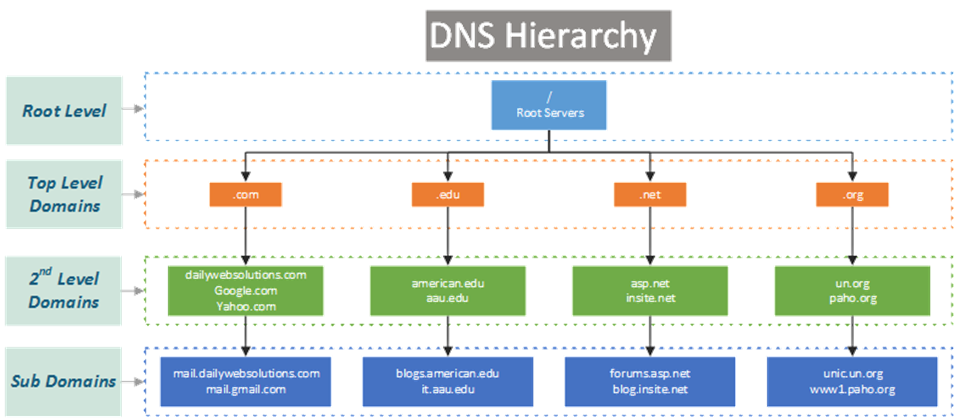 DNS Hierarchy
Root Level
/
Root Servers
Top Level
Domains
.com
.edu
.net
.org
2nd Level
Domains
dailywebsolutions.com
Google.com
Yahoo.com
american.edu
aau.edu
asp.net
insite.net
un.org
paho.org
Sub Domains
mail.dailywebsolutions.com
mail.gmail.com
blogs.american.edu
it.aau.edu
forums.asp.net
blog.insite.net
unic.un.org
www1.paho.org